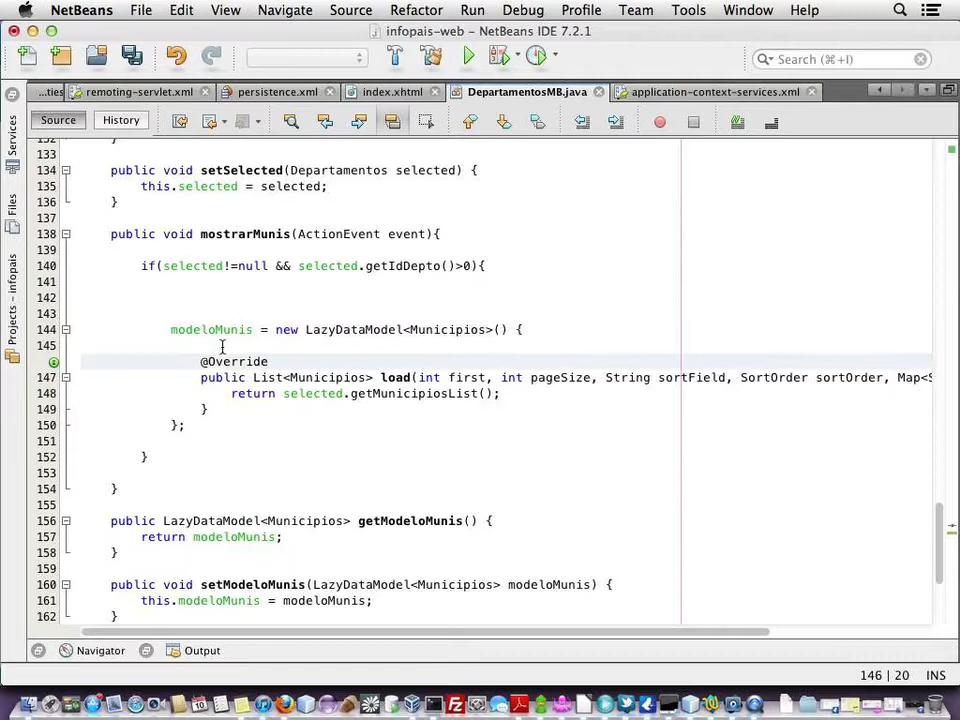 NetBeans File Edit View Navigate Source Refactor Run Debug Profile Team Tools Window Help
infopais-web - NetBeans IDE 7.2.1
Search (⌘+I)
...ties remoting-servlet.xml persistence.xml index.xhtml DepartamentosMB.java application-context-services.xml
Source History
Services
Files
Projects - infopais
132 }
133
134 public void setSelected(Departamentos selected) {
135 this.selected = selected;
136 }
137
138 public void mostrarMunis(ActionEvent event){
139
140 if(selected!=null && selected.getIdDepto()>0){
141
142
143
144 modeloMunis = new LazyDataModel<Municipios>() {
145
@Override
147 public List<Municipios> load(int first, int pageSize, String sortField, SortOrder sortOrder, Map<S
148 return selected.getMunicipiosList();
149 }
150 };
151
152 }
153
154 }
155
156 public LazyDataModel<Municipios> getModeloMunis() {
157 return modeloMunis;
158 }
159
160 public void setModeloMunis(LazyDataModel<Municipios> modeloMunis) {
161 this.modeloMunis = modeloMunis;
162 }
Navigator Output
146 | 20 INS